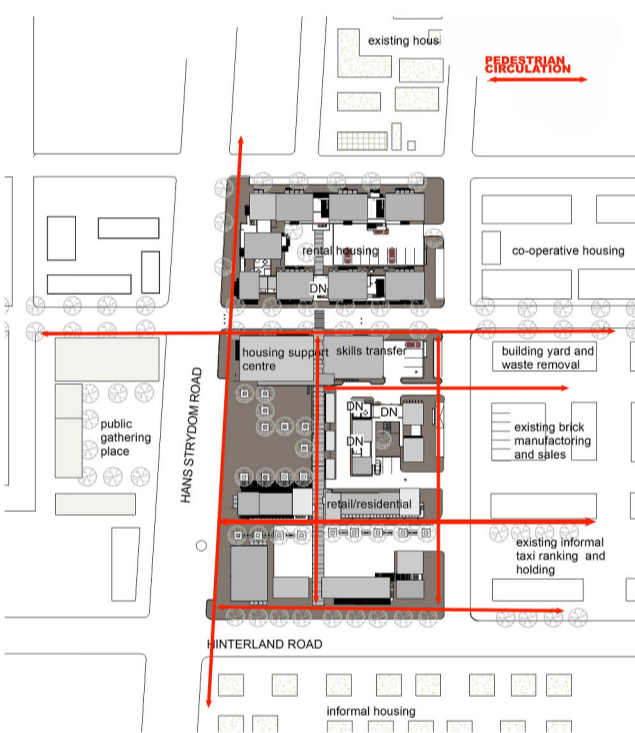 existing housi
PEDESTRIAN
CIRCULATION
rental housing
co-operative housing
DN
housing support
centre
skills transfer
building yard and
waste removal
HANS STRYDOM ROAD
public
gathering
place
DN
DN
DN
existing brick
manufactoring
and sales
retail/residential
existing informal
taxi ranking and
holding
HINTERLAND ROAD
informal housing